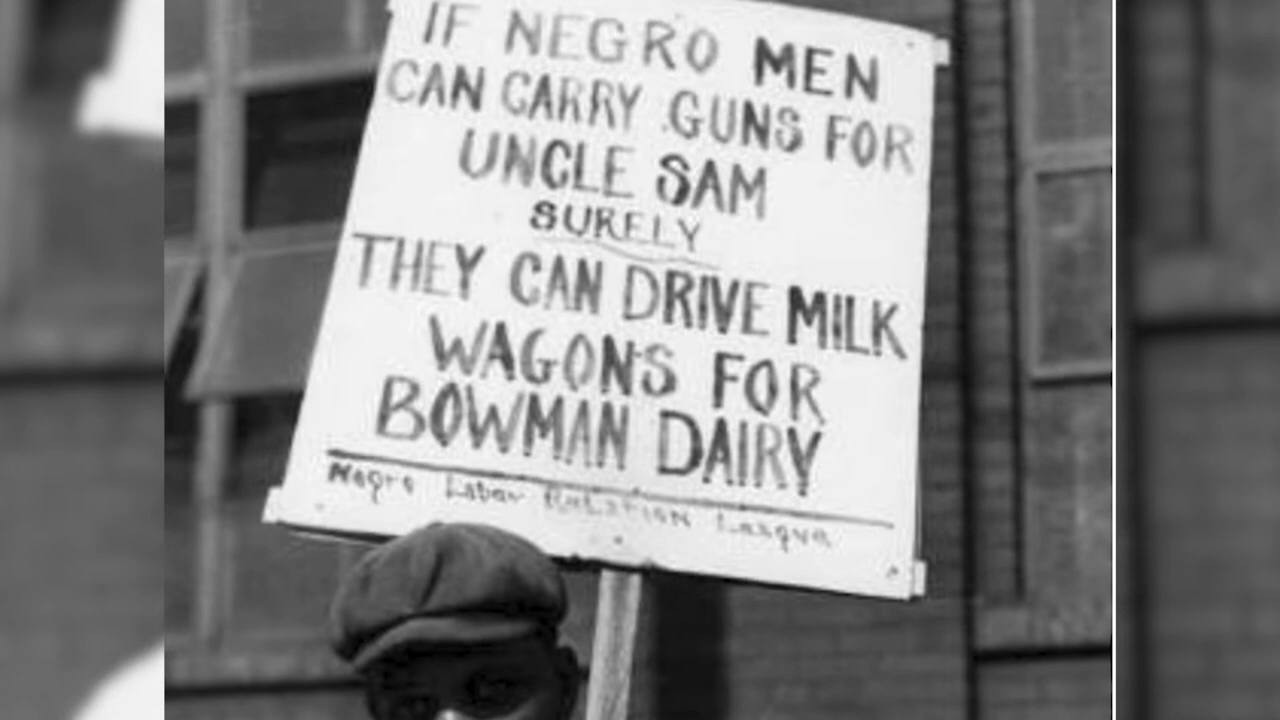 IF NEGRO MEN
CAN CARRY GUNS FOR
UNCLE SAM
SURELY
THEY CAN DRIVE MILK
WAGONS FOR
BOWMAN DAIRY
Negro Labor Relation League